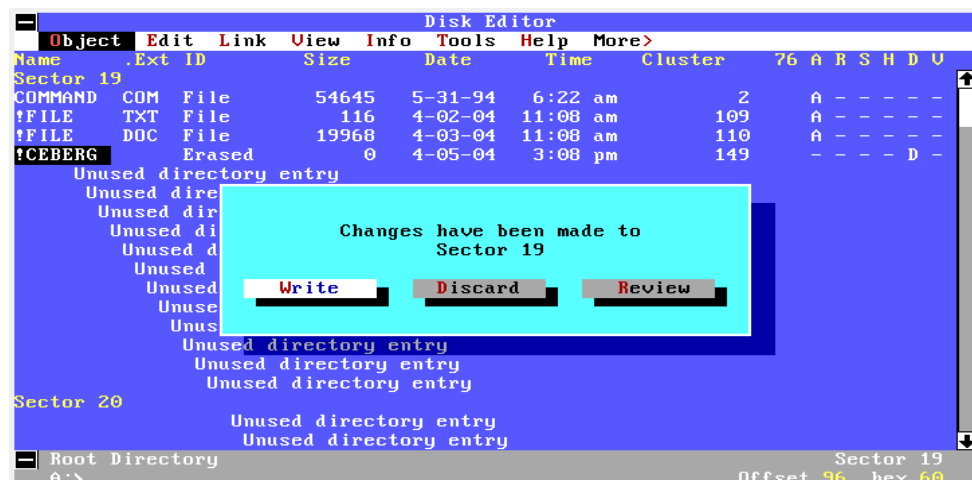 Disk Editor
Object Edit Link View Info Tools Help More>
Name .Ext ID Size Date Time Cluster 76 A R S H D V
Sector 19
COMMAND COM File 54645 5-31-94 6:22 am 2 A - - - - -
!FILE TXT File 116 4-02-04 11:08 am 109 A - - - - -
!FILE DOC File 19968 4-03-04 11:08 am 110 A - - - - -
!CEBERG Erased 0 4-05-04 3:08 pm 149 - - - - D -
Unused directory entry
Unused dire
Unused dir
Unused di
Unused d
Unused
Unused
Unuse
Unus
Changes have been made to
Sector 19
Write Discard Review
Unused directory entry
Unused directory entry
Unused directory entry
Sector 20
Unused directory entry
Unused directory entry
Root Directory Sector 19
A:\ Offset 96, hex 60